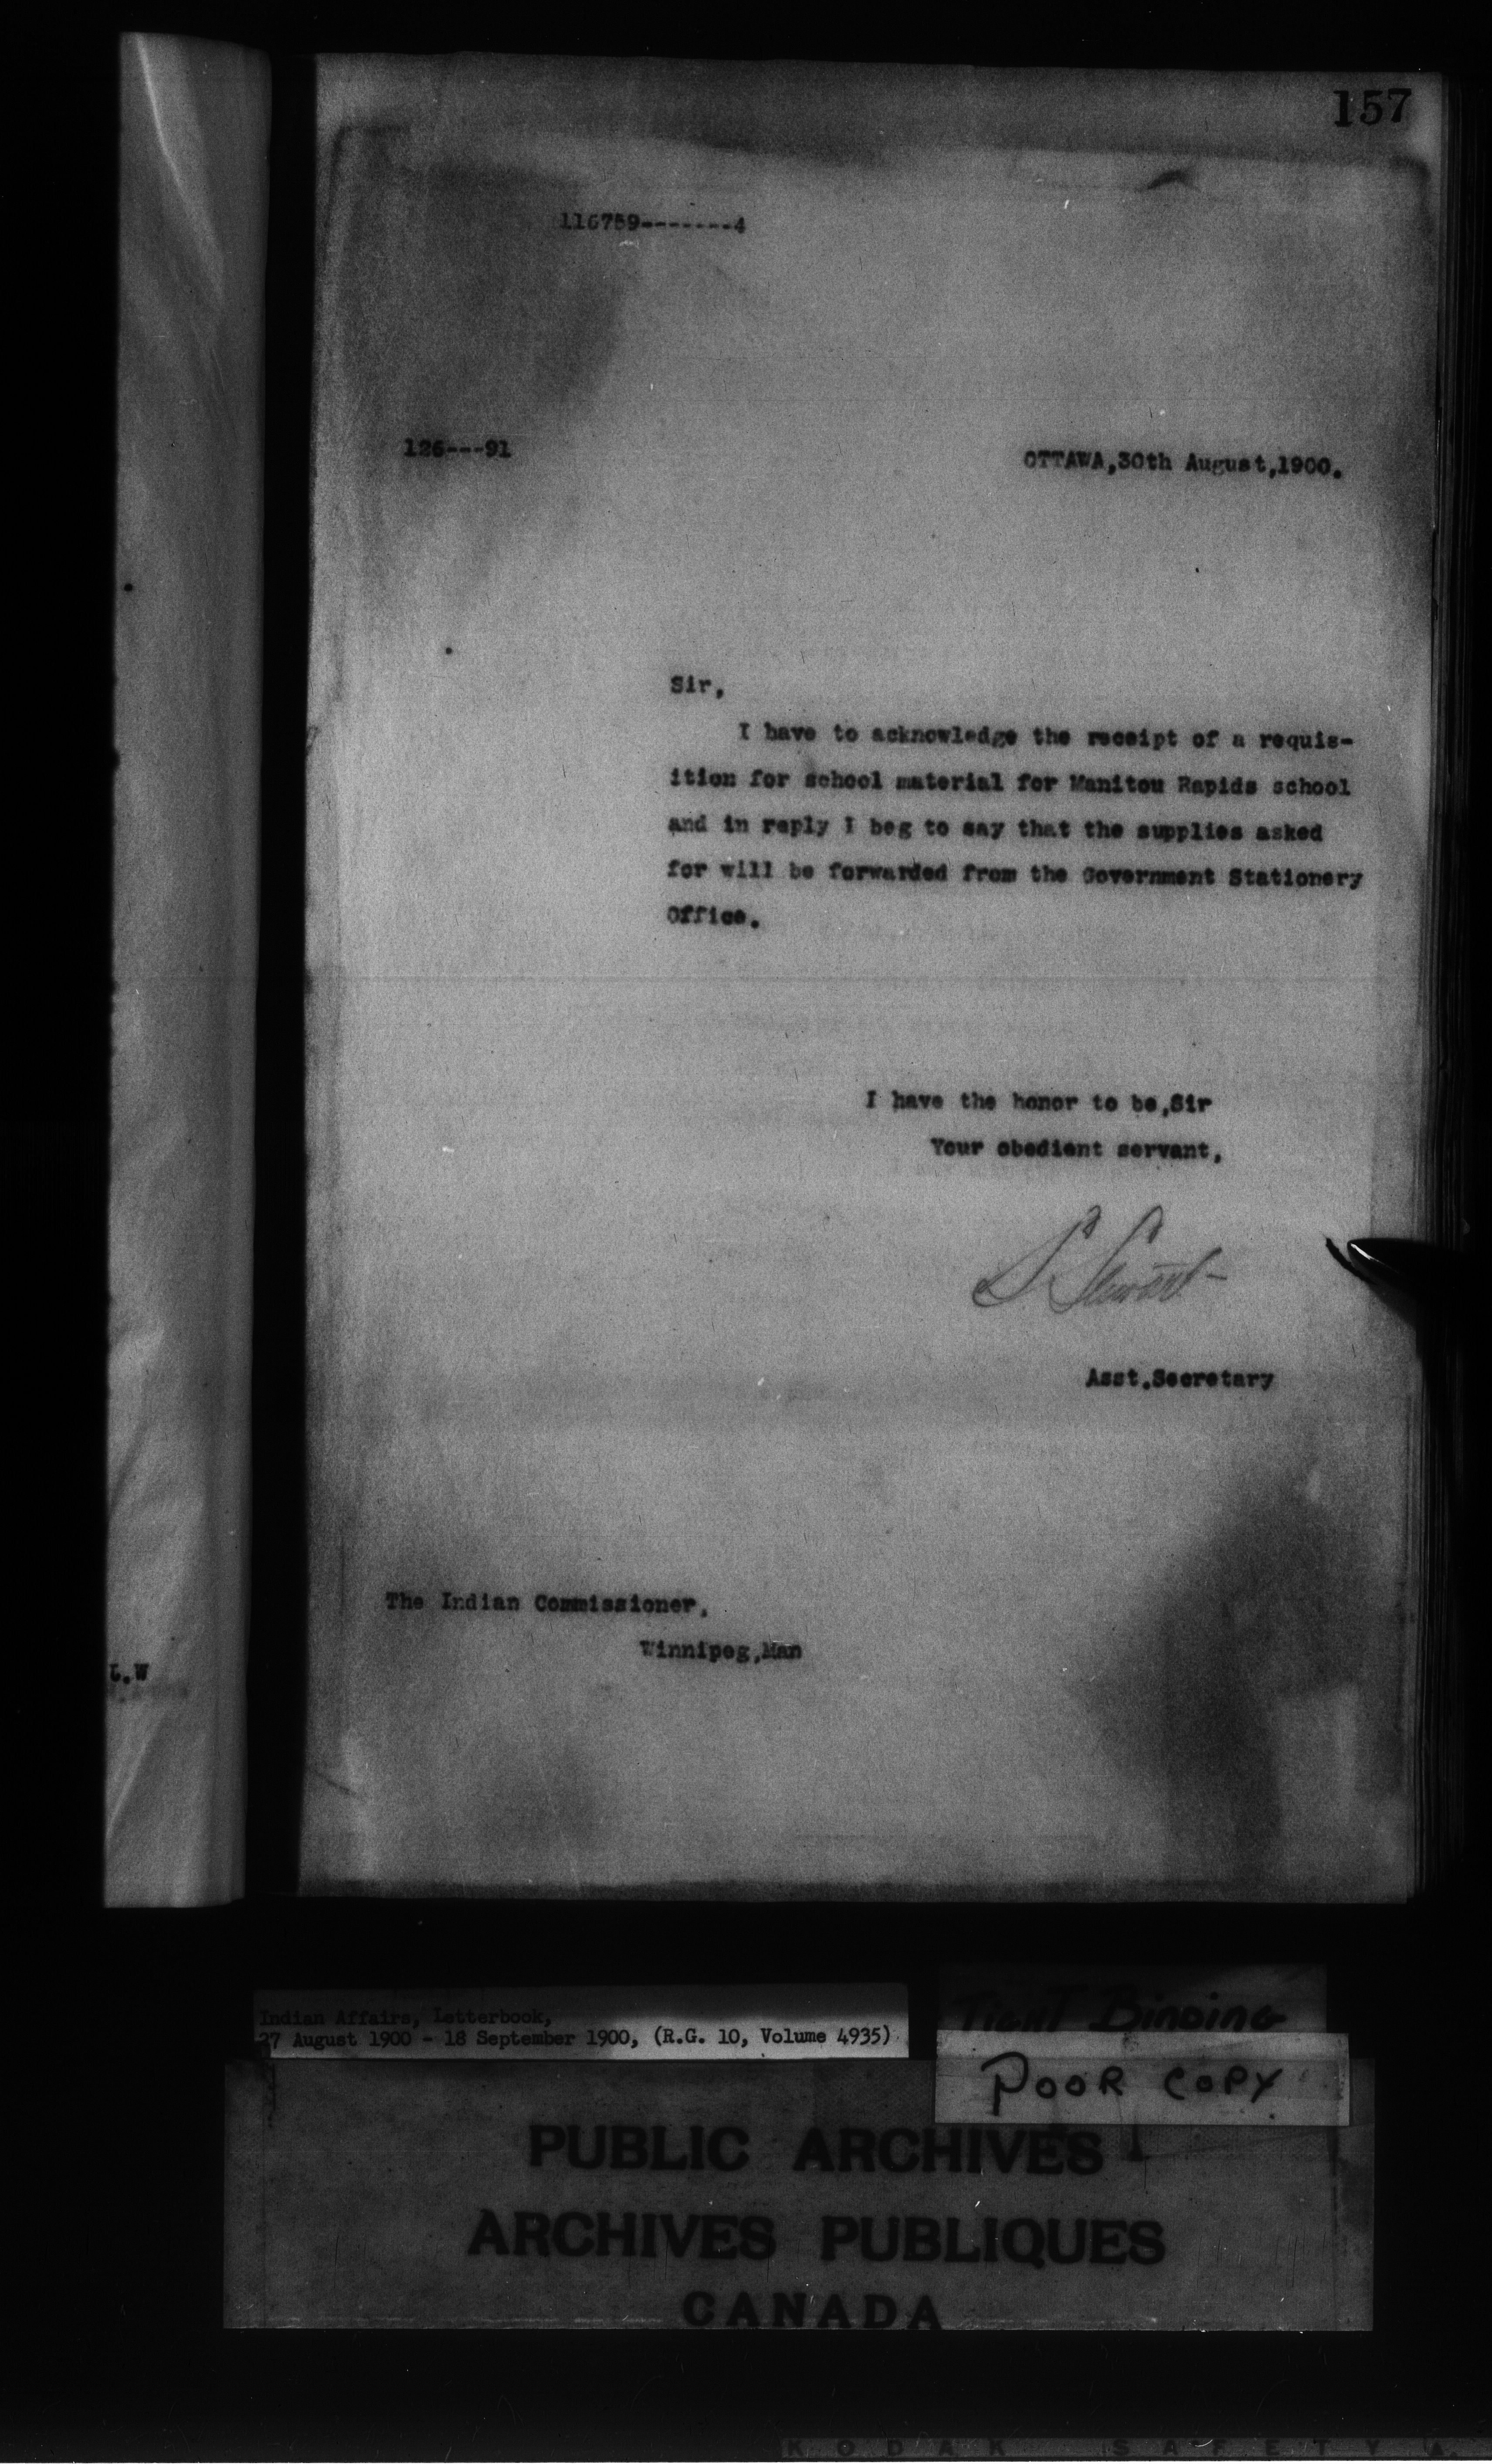 157
116759-------4
126---91
OTTAWA,30th August,1900.
Sir,
I have to acknowledge the receipt of a requis-
ition for school material for Manitou Rapids school
and in reply I beg to say that the supplies asked
for will be forwarded from the Government Stationery
Office.
I have the honor to be,Sir
Your obedient servant,
S. Stewart
Asst.Secretary
The Indian Commissioner,
Winnipeg,Man
.W
Indian Affairs, Letterbook,
27 August 1900 - 18 September 1900, (R.G. 10, Volume 4935)
Tight Binding
POOR COPY
PUBLIC ARCHIVES
ARCHIVES PUBLIQUES
CANADA
KODAK SAFETY